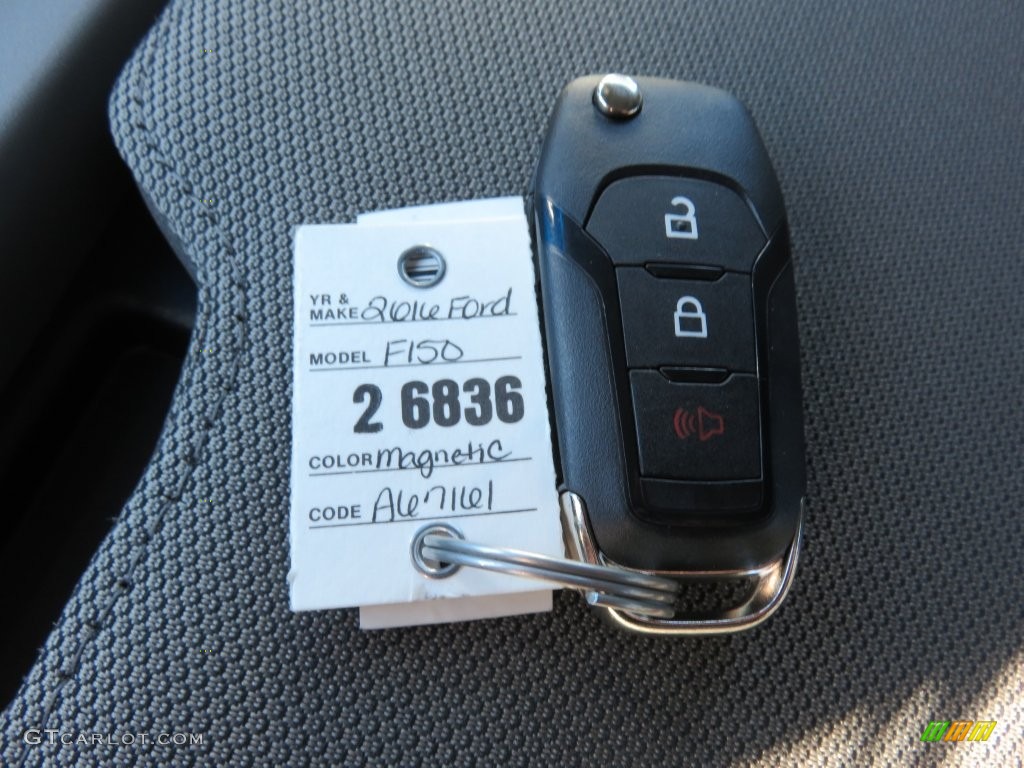 YR &
MAKE 2016 Ford
MODEL F150
2 6836
COLOR magnetic
CODE A67161
GTCARLOT.COM